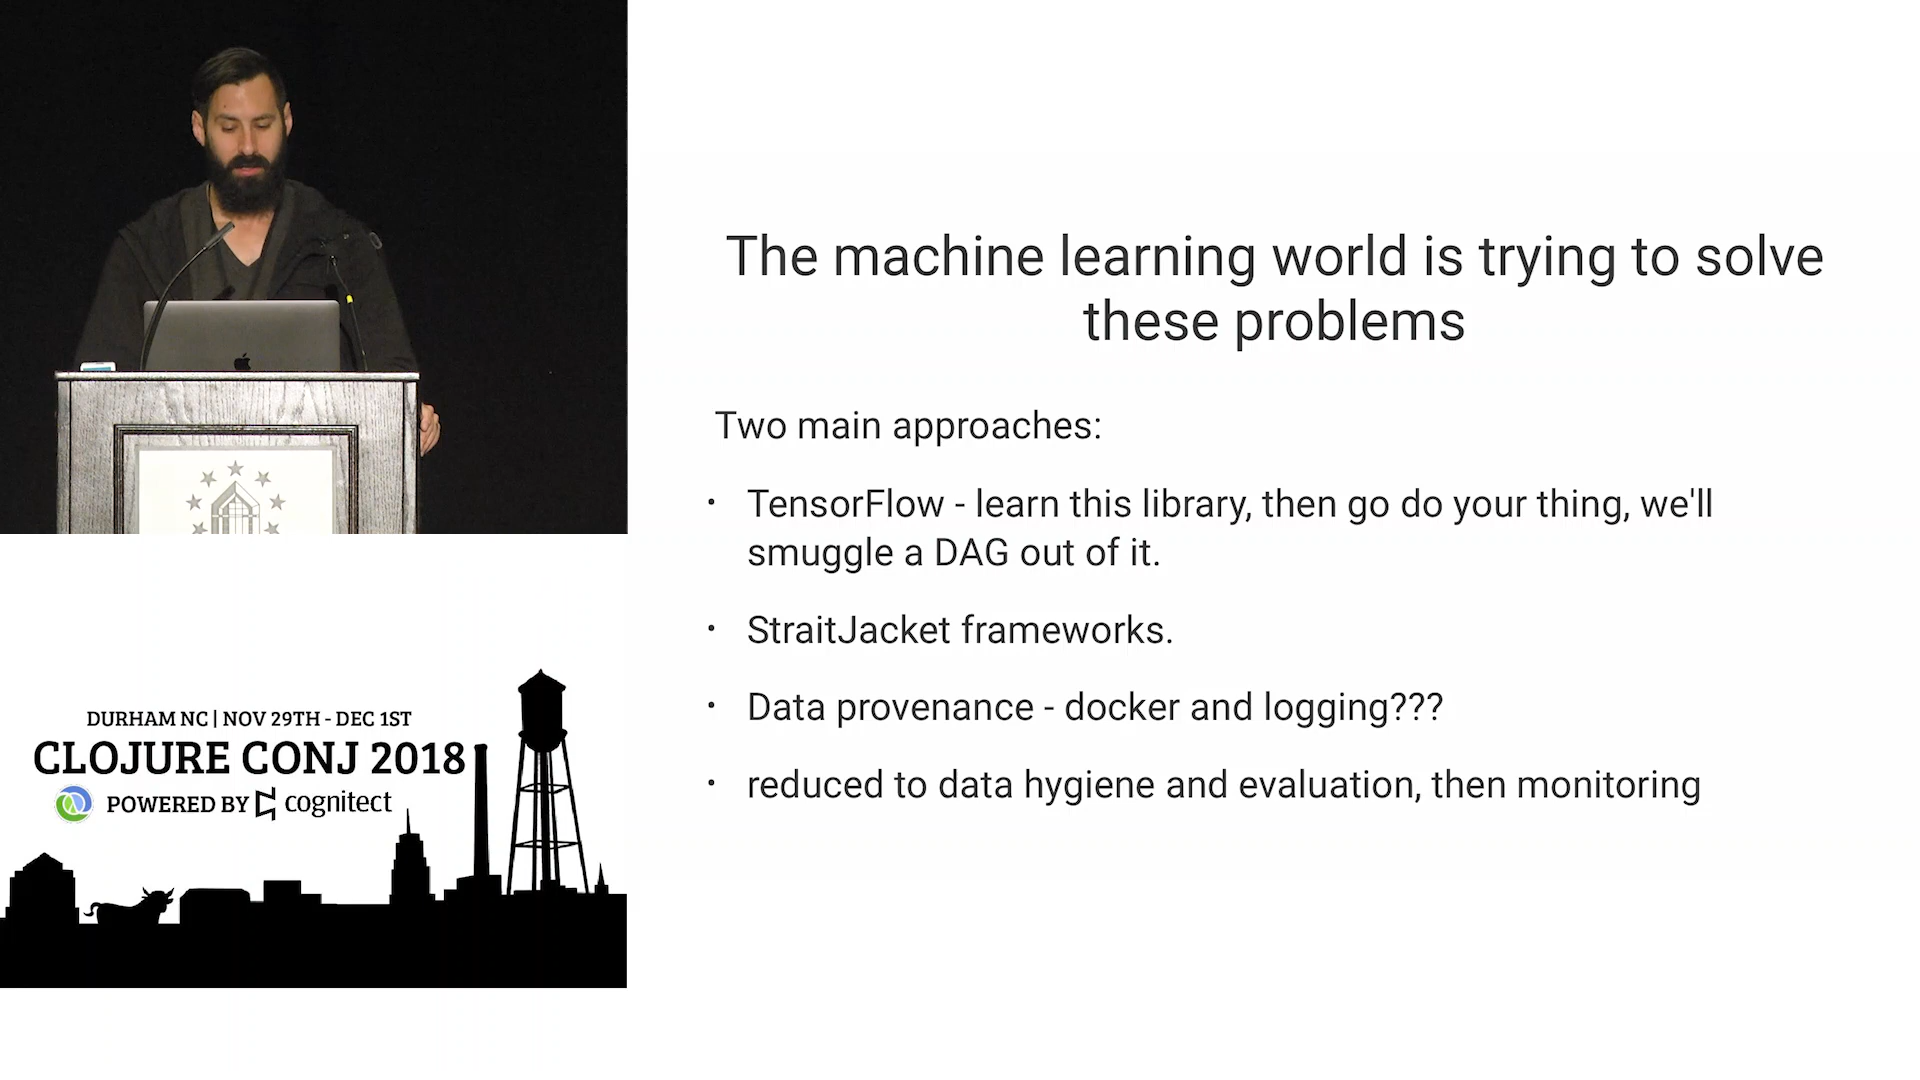 The machine learning world is trying to solve
these problems
Two main approaches:
• TensorFlow - learn this library, then go do your thing, we'll
smuggle a DAG out of it.
• StraitJacket frameworks.
• Data provenance - docker and logging???
• reduced to data hygiene and evaluation, then monitoring
DURHAM NC | NOV 29TH - DEC 1ST
CLOJURE CONJ 2018
POWERED BY cognitect